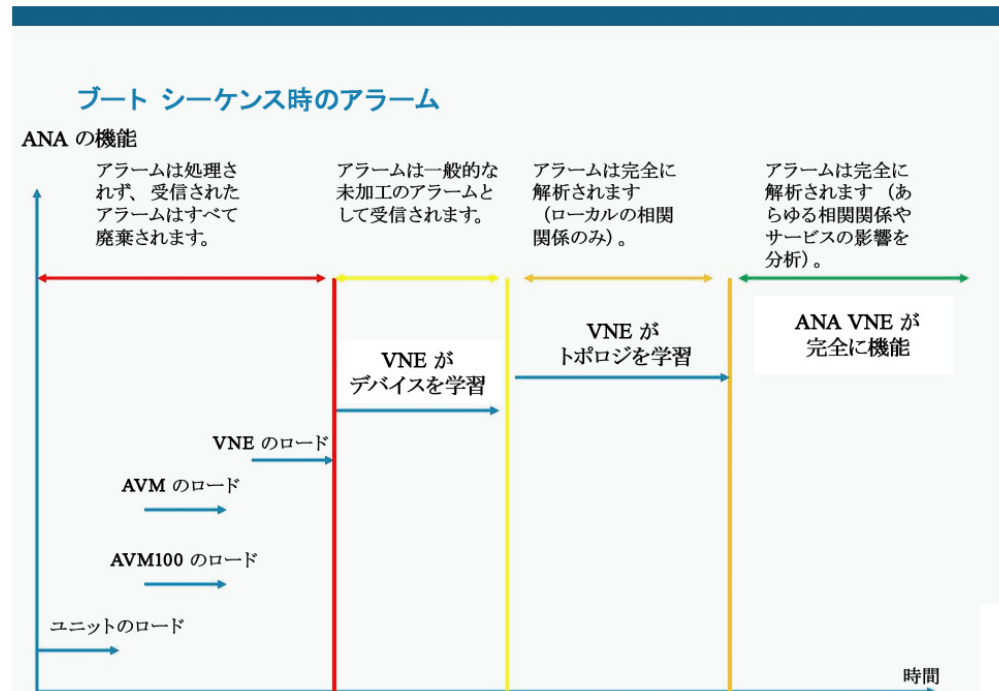 ブート シーケンス時のアラーム
ANA の機能
アラームは処理さ
れず、受信された
アラームはすべて
廃棄されます。
アラームは一般的な
未加工のアラームと
して受信されます。
アラームは完全に
解析されます
（ローカルの相関
関係のみ）。
アラームは完全に
解析されます （あ
らゆる相関関係や
サービスの影響を
分析）。
ANA VNE が
完全に機能
VNE が
トポロジを学習
VNE が
デバイスを学習
VNE のロード
AVM のロード
AVM100 のロード
ユニットのロード
時間